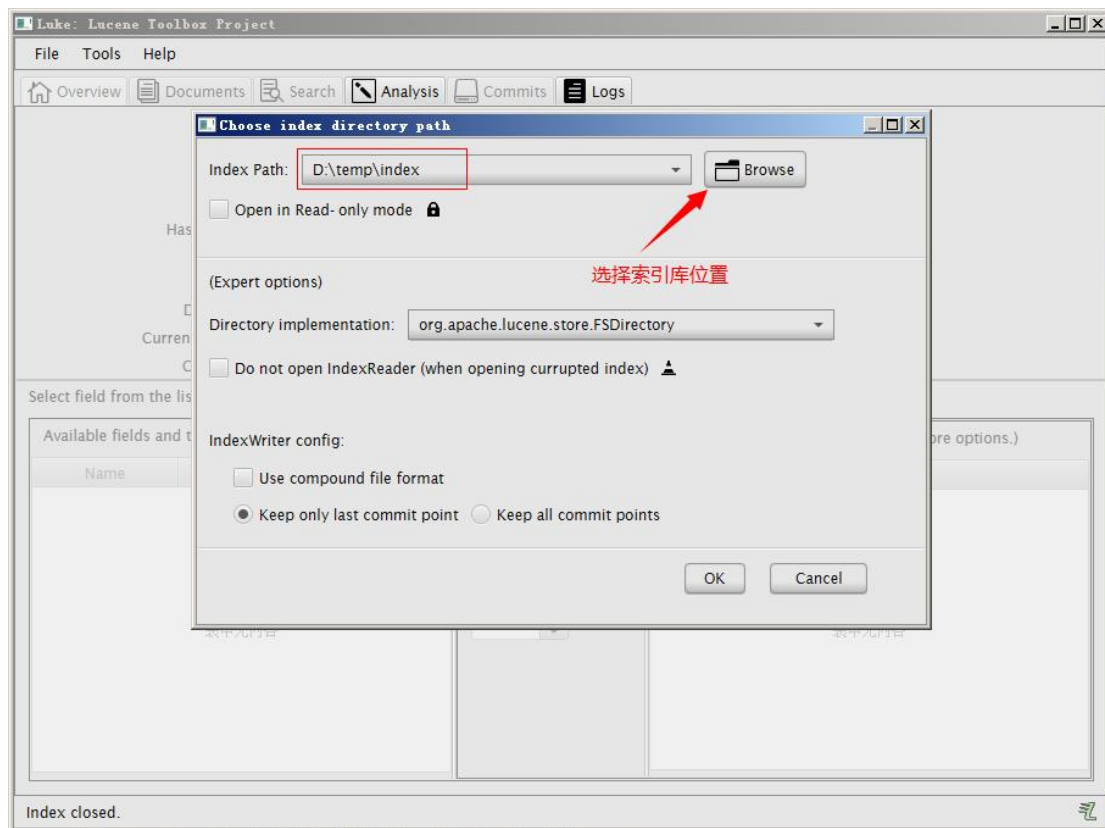 Luke: Lucene Toolbox Project
File Tools Help
Overview Documents Search Analysis Commits Logs
Choose index directory path
Index Path: D:\temp\index Browse
Open in Read- only mode
Has
选择索引库位置
(Expert options)
D
Directory implementation: org.apache.lucene.store.FSDirectory
Curren
C
Do not open IndexReader (when opening currupted index)
Select field from the lis
Available fields and t
ore options.)
IndexWriter config:
Name
Use compound file format
Keep only last commit point Keep all commit points
OK Cancel
Index closed.